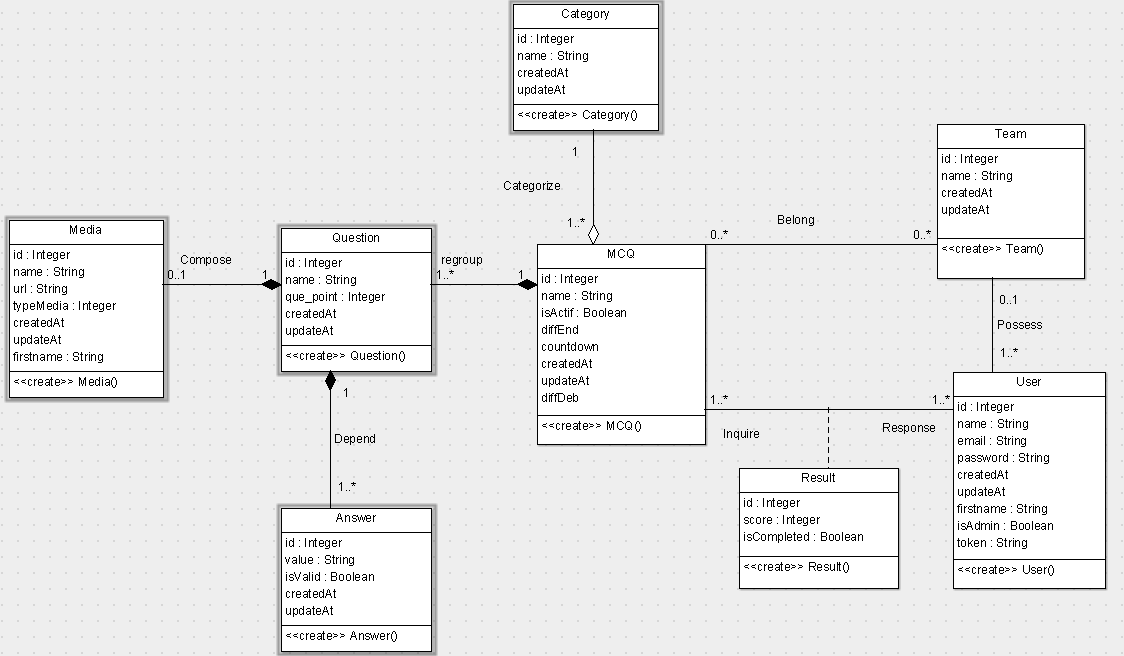 Category
id : Integer
name : String
createdAt
updateAt
<<create>> Category()
1
Categorize
1..*
Team
id : Integer
name : String
createdAt
updateAt
<<create>> Team()
Belong
0..*
0..*
Media
id : Integer
name : String
url : String
typeMedia : Integer
createdAt
updateAt
firstname : String
<<create>> Media()
Compose
0..1
1
Question
id : Integer
name : String
que_point : Integer
createdAt
updateAt
<<create>> Question()
regroup
1..*
1
MCQ
id : Integer
name : String
isActif : Boolean
diffEnd
countdown
createdAt
updateAt
diffDeb
<<create>> MCQ()
0..1
Possess
1..*
1
Depend
1..*
1..*
1..*
Inquire
Response
User
id : Integer
name : String
email : String
password : String
createdAt
updateAt
firstname : String
isAdmin : Boolean
token : String
<<create>> User()
Result
id : Integer
score : Integer
isCompleted : Boolean
<<create>> Result()
Answer
id : Integer
value : String
isValid : Boolean
createdAt
updateAt
<<create>> Answer()